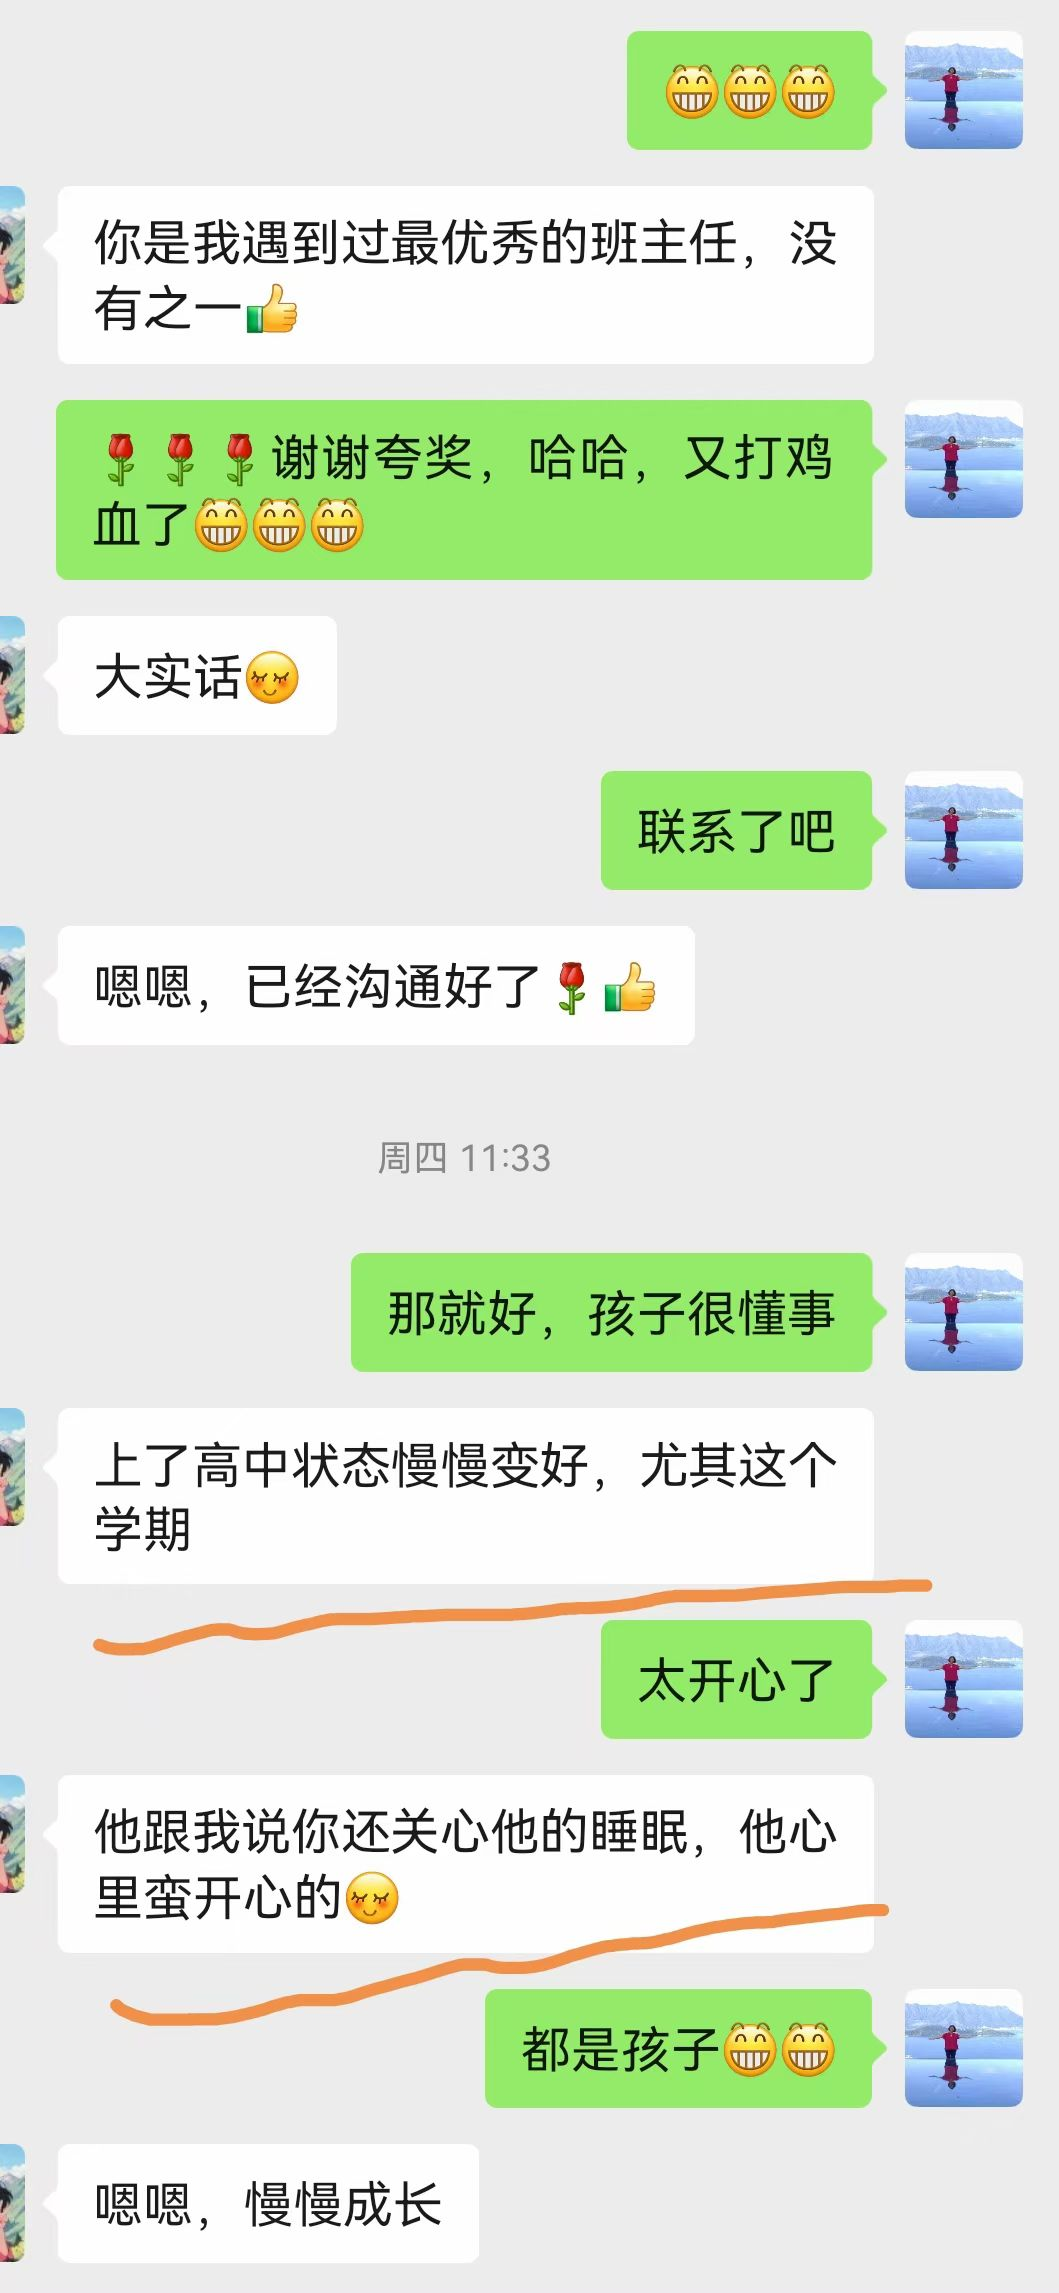 😁😁😁
你是我遇到过最优秀的班主任，没
有之一👍
🌹🌹🌹谢谢夸奖，哈哈，又打鸡
血了😁😁😁
大实话😌
联系了吧
嗯嗯，已经沟通好了🌹👍
周四 11:33
那就好，孩子很懂事
上了高中状态慢慢变好，尤其这个
学期
太开心了
他跟我说你还关心他的睡眠，他心
里蛮开心的😌
都是孩子😁😁
嗯嗯，慢慢成长